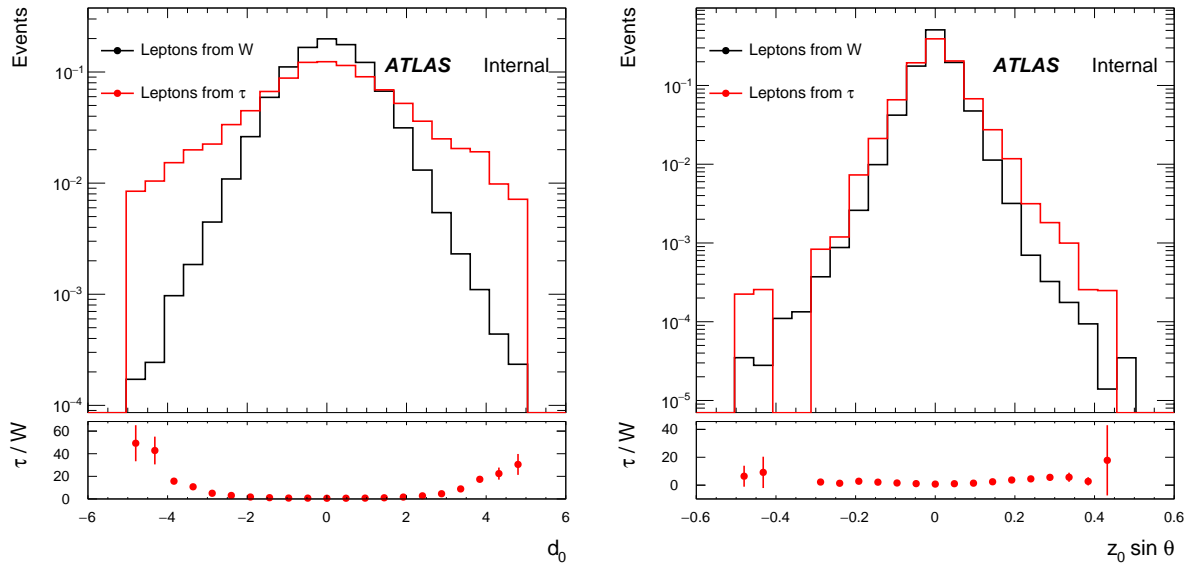 Events
Leptons from W
Leptons from τ
ATLAS Internal
10⁻¹
10⁻²
10⁻³
10⁻⁴
τ / W
60
40
20
0
−6 −4 −2 0 2 4 6
d₀
Events
Leptons from W
Leptons from τ
ATLAS Internal
10⁻¹
10⁻²
10⁻³
10⁻⁴
10⁻⁵
τ / W
40
20
0
−0.6 −0.4 −0.2 0 0.2 0.4 0.6
z₀ sin θ